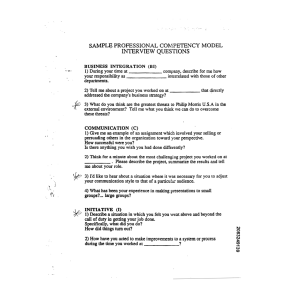 SAMPLE PROFESSIONAL COMPETENCY MODEL
INTERVIEW QUESTIONS
BUSINESS INTEGRATION (BI)
1) During your time at ____________ company, describe for me how
your responsibility as ____________ interrelated with those of other
departments.
2) Tell me about a project you worked on at ____________ that directly
addressed the company's business strategy?
3) What do you think are the greatest threats to Philip Morris U.S.A in the
external environment? Tell me what you think we can do to overcome
these threats?
COMMUNICATION (C)
1) Give me an example of an assignment which involved your selling or
persuading others in the organization toward your perspective.
How successful were you?
Is there anything you wish you had done differently?
2) Think for a minute about the most challenging project you worked on at
____________. Please describe the project, summarize the results and tell
me about your role.
3) I'd like to hear about a situation when it was necessary for you to adjust
your communication style to that of a particular audience.
4) What has been your experience in making presentations to small
groups?... large groups?
INITIATIVE (I)
1) Describe a situation in which you felt you went above and beyond the
call of duty in getting your job done.
Specifically, what did you do?
How did things turn out?
2) How have you acted to make improvements to a system or process
during the time you worked at ____________?